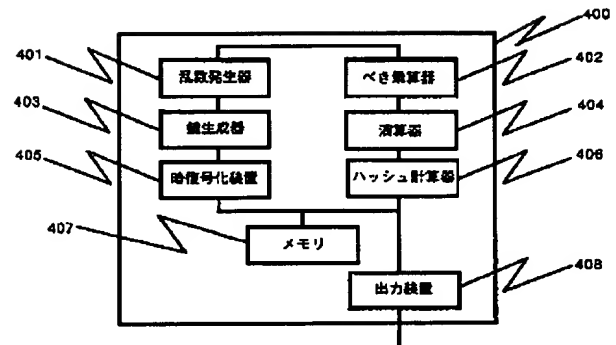 400
401
乱数発生器
べき乗算器
402
403
鍵生成器
演算器
404
405
暗復号化装置
ハッシュ計算器
406
407
メモリ
出力装置
408